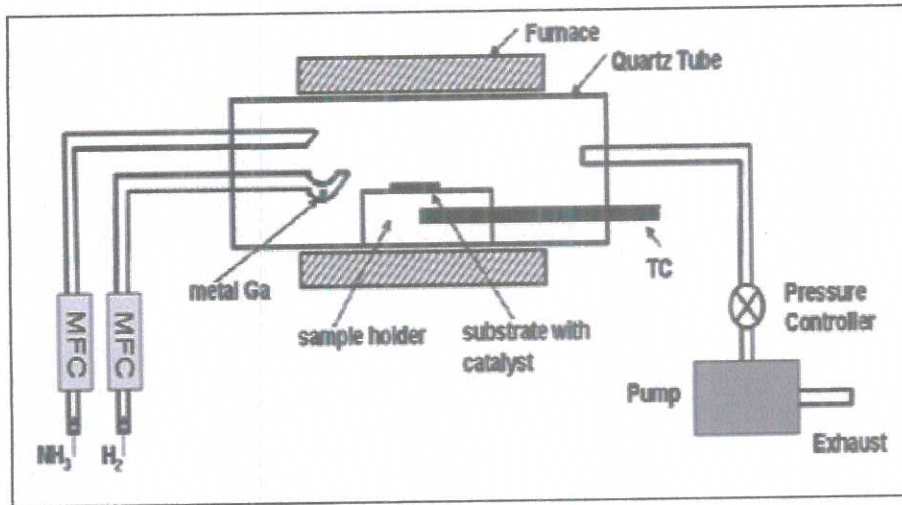 Furnace
Quartz Tube
metal Ga
sample holder
substrate with
catalyst
TC
Pressure
Controller
MFC
MFC
Pump
Exhaust
NH₃
H₂